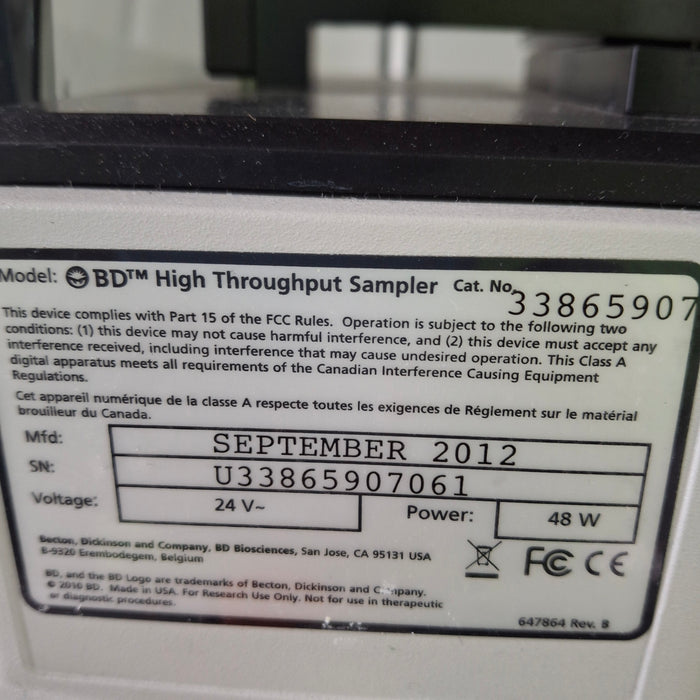 Model: BD™ High Throughput Sampler Cat. No. 33865907
This device complies with Part 15 of the FCC Rules. Operation is subject to the following two
conditions: (1) this device may not cause harmful interference, and (2) this device must accept any
interference received, including interference that may cause undesired operation. This Class A
digital apparatus meets all requirements of the Canadian Interference Causing Equipment
Regulations.
Cet appareil numérique de la classe A respecte toutes les exigences de Réglement sur le matérial
brouilleur du Canada.
Mfd: SEPTEMBER 2012
SN: U33865907061
Voltage: 24 V~ Power: 48 W
Becton, Dickinson and Company, BD Biosciences, San Jose, CA 95131 USA
B-9320 Erembodegem, Belgium
FC CE
BD, and the BD Logo are trademarks of Becton, Dickinson and Company.
© 2010 BD. Made in USA. For Research Use Only. Not for use in therapeutic
or diagnostic procedures.
647864 Rev. B